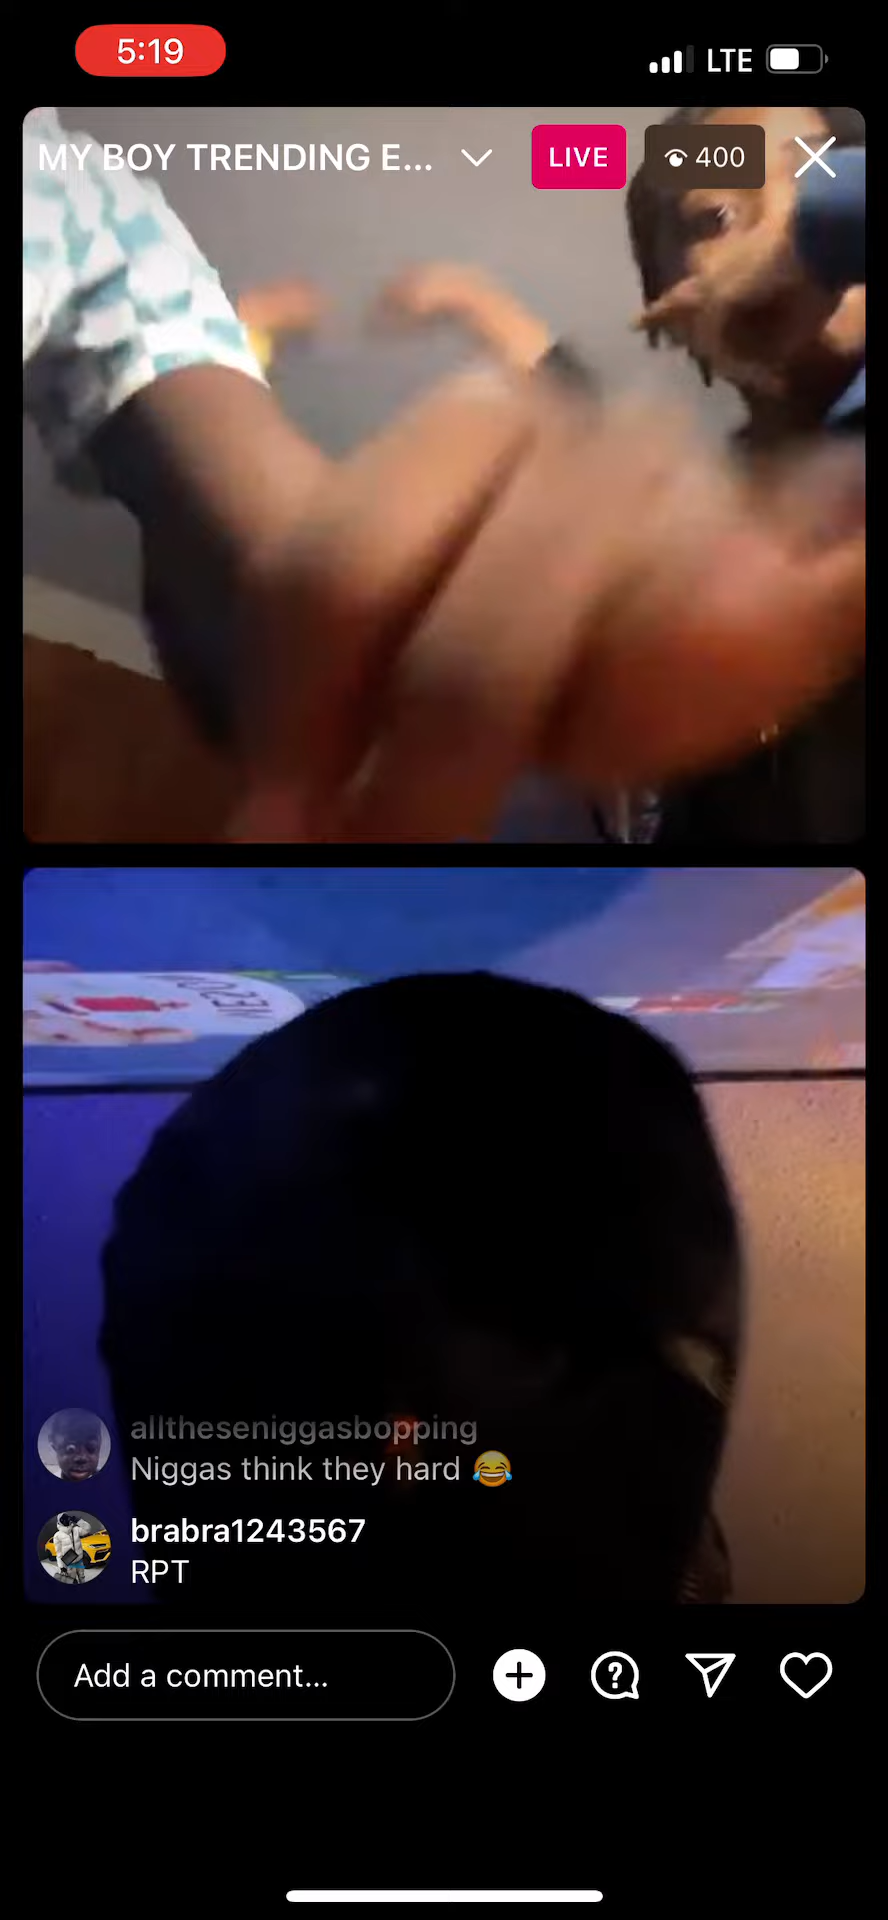 5:19
LTE
MY BOY TRENDING E...
LIVE
400
alltheseniggasbopping
Niggas think they hard 😂
brabra1243567
RPT
Add a comment...